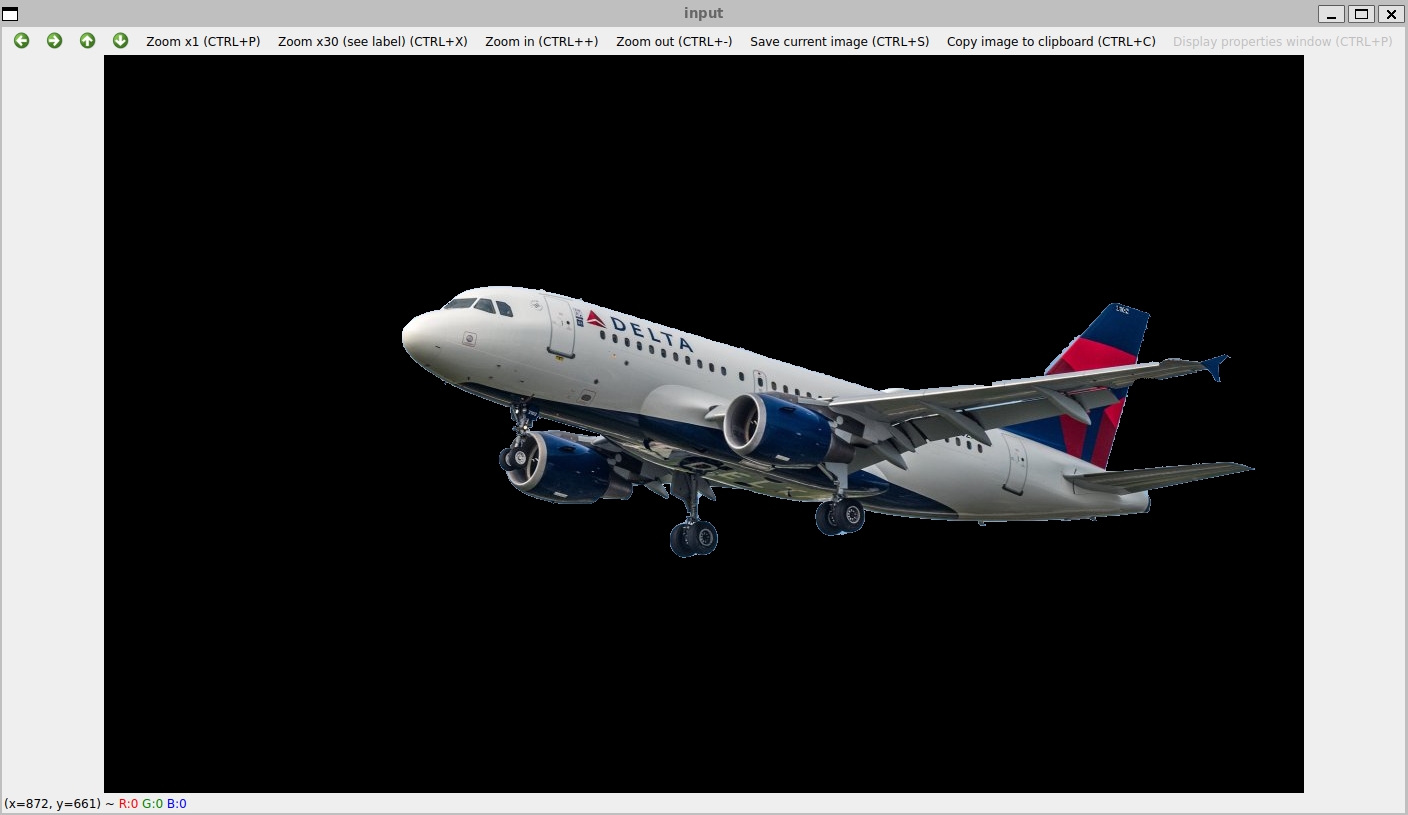 input
Zoom x1 (CTRL+P) Zoom x30 (see label) (CTRL+X) Zoom in (CTRL++) Zoom out (CTRL+-) Save current image (CTRL+S) Copy image to clipboard (CTRL+C) Display properties window (CTRL+P)
DELTA
(x=872, y=661) ~ R:0 G:0 B:0